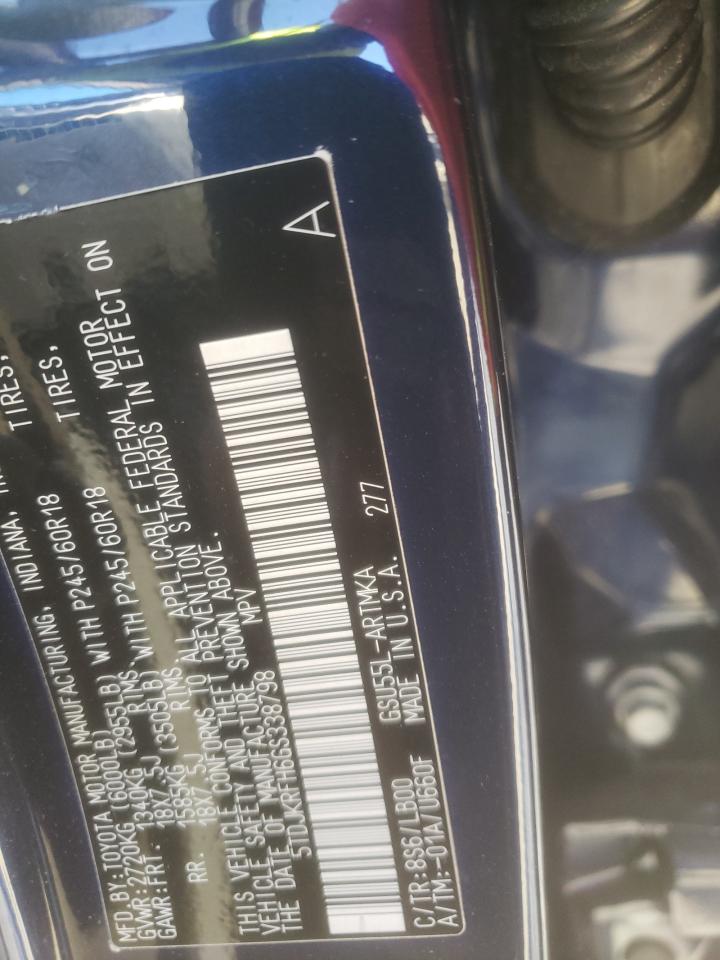 MFD. BY: TOYOTA MOTOR MANUFACTURING, INDIANA,
GVWR: 2720KG (6000LB)
GAWR: FRT. 1340KG (2955LB) WITH P245/60R18 TIRES,
18X7.5J RIMS,
RR. 1585KG (3505LB) WITH P245/60R18 TIRES,
18X7.5J RIMS.
THIS VEHICLE CONFORMS TO ALL APPLICABLE FEDERAL MOTOR
VEHICLE SAFETY AND THEFT PREVENTION STANDARDS IN EFFECT ON
THE DATE OF MANUFACTURE SHOWN ABOVE.
5TDJKRFH66S338798 MPV
A
C/TR:8S6/LB00 GSU55L-ARTMKA
A/TM:-01A/U660F MADE IN U.S.A. 277